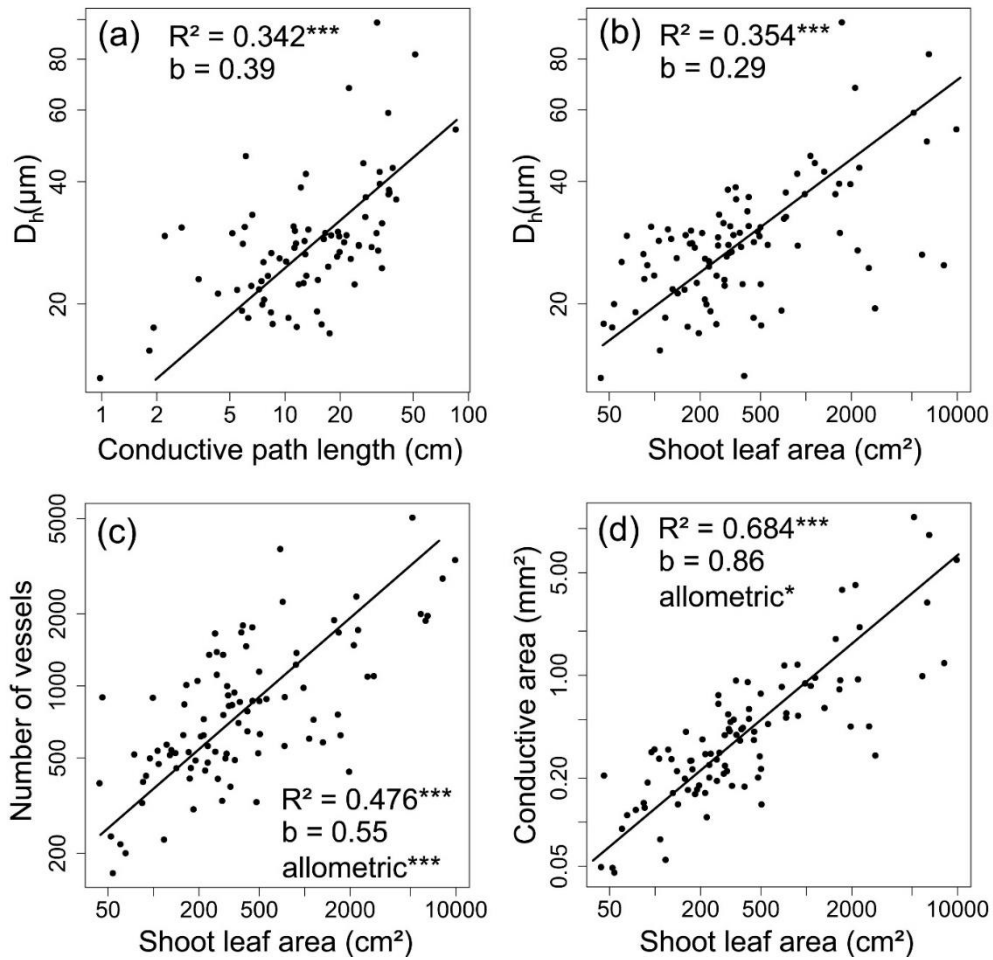 (a)
R² = 0.342***
b = 0.39
80
60
40
20
Dh(μm)
1 2 5 10 20 50 100
Conductive path length (cm)
(b)
R² = 0.354***
b = 0.29
80
60
40
20
Dh(μm)
50 200 500 2000 10000
Shoot leaf area (cm²)
(c)
R² = 0.476***
b = 0.55
allometric***
5000
2000
1000
500
200
Number of vessels
50 200 500 2000 10000
Shoot leaf area (cm²)
(d)
R² = 0.684***
b = 0.86
allometric*
5.00
1.00
0.20
0.05
Conductive area (mm²)
50 200 500 2000 10000
Shoot leaf area (cm²)